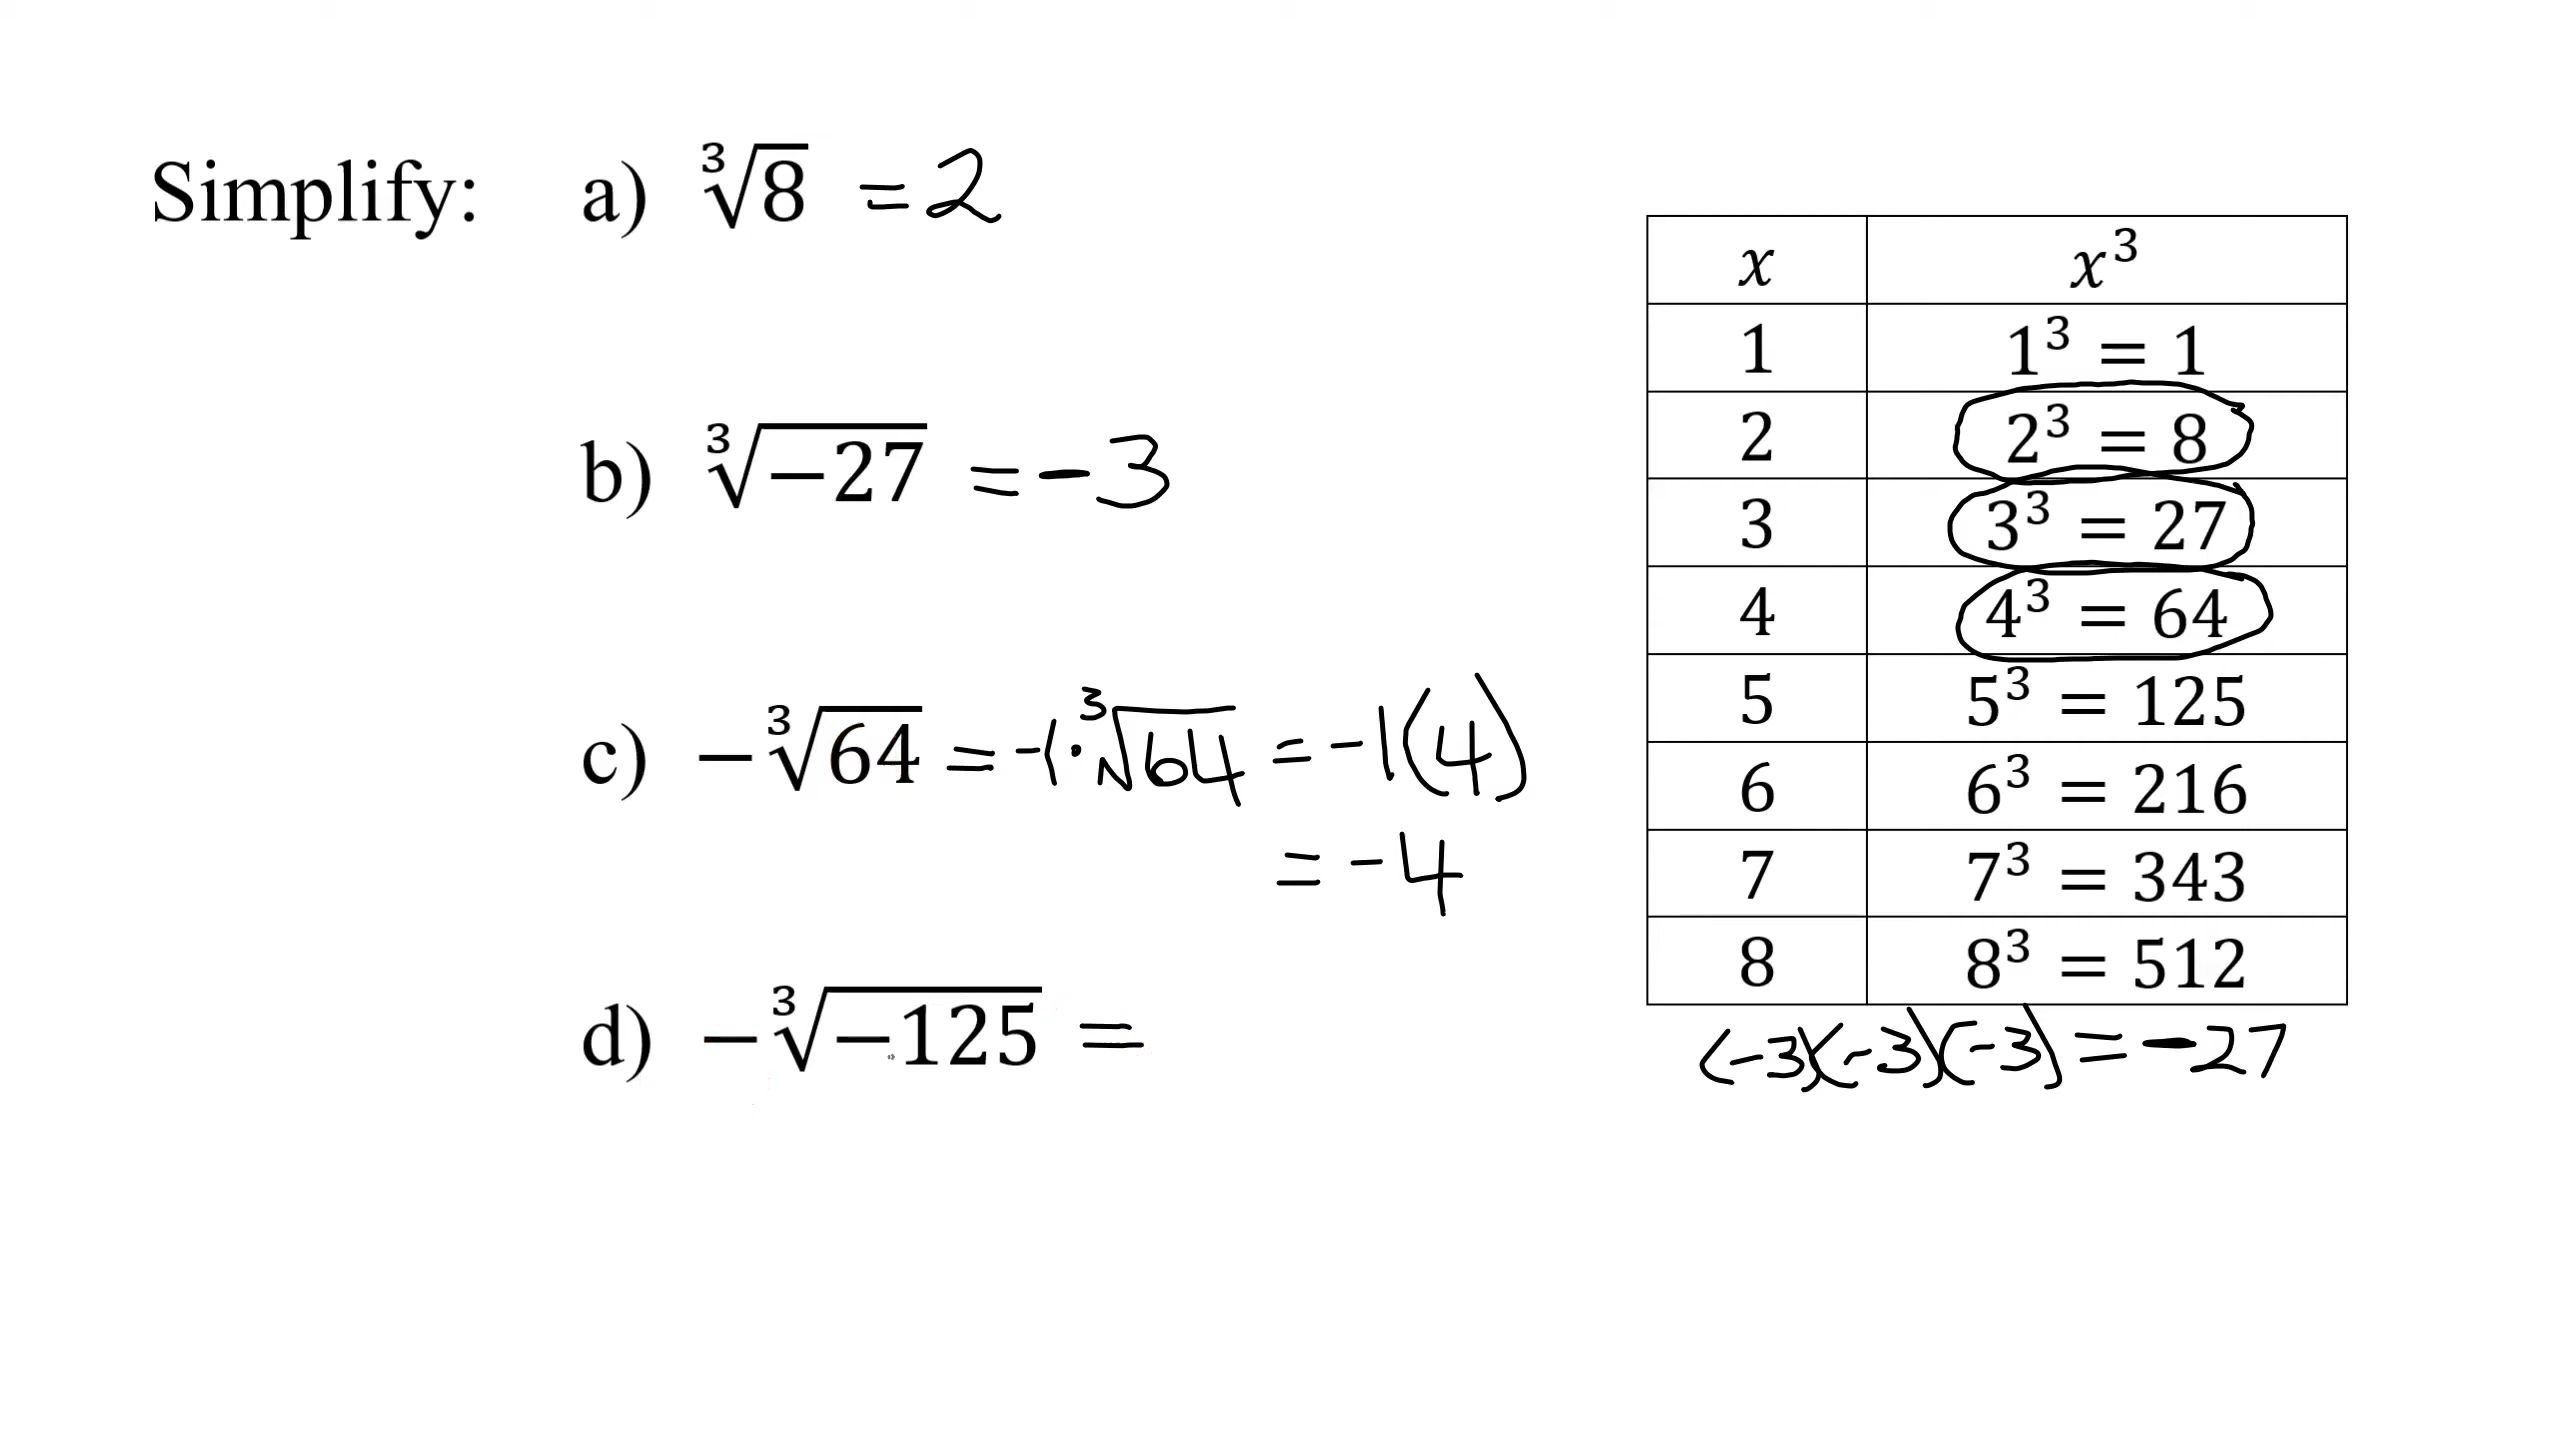 Simplify: a) ∛8 = 2
b) ∛−27 = −3
c) −∛64 = −1·∛64 = −1(4)
= −4
d) −∛−125 =
x x³
1 1³ = 1
2 2³ = 8
3 3³ = 27
4 4³ = 64
5 5³ = 125
6 6³ = 216
7 7³ = 343
8 8³ = 512
(−3)(−3)(−3) = −27